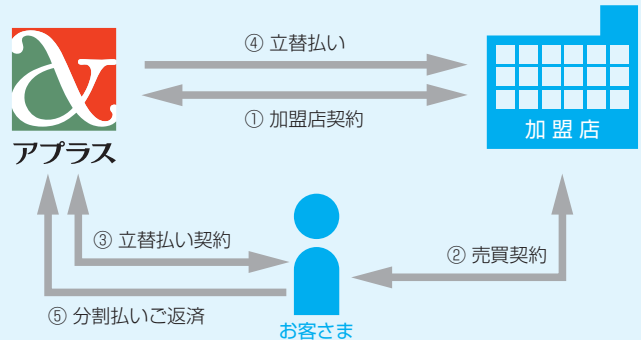 ④ 立替払い
① 加盟店契約
アプラス
加盟店
③ 立替払い契約
② 売買契約
⑤ 分割払いご返済
お客さま